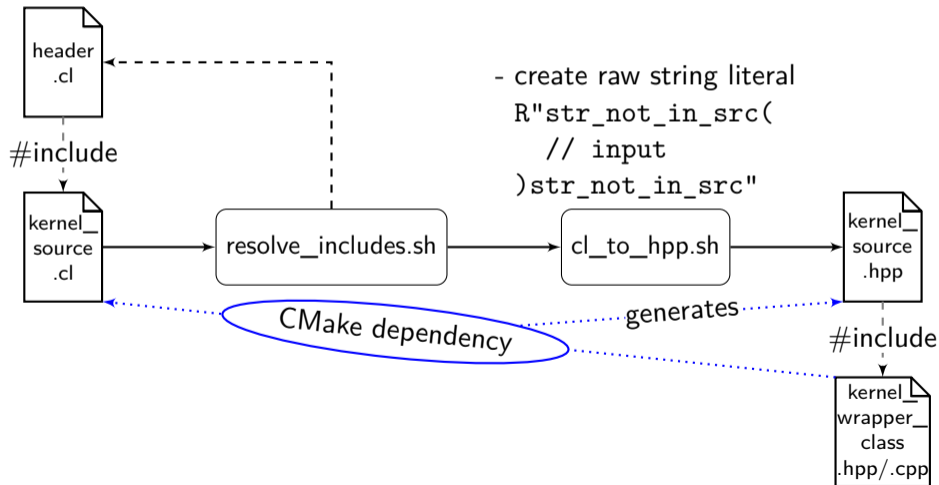 header
.cl
#include
kernel_
source
.cl
resolve_includes.sh
- create raw string literal
R"str_not_in_src(
// input
)str_not_in_src"
cl_to_hpp.sh
kernel_
source
.hpp
CMake dependency
generates
#include
kernel_
wrapper_
class
.hpp/.cpp